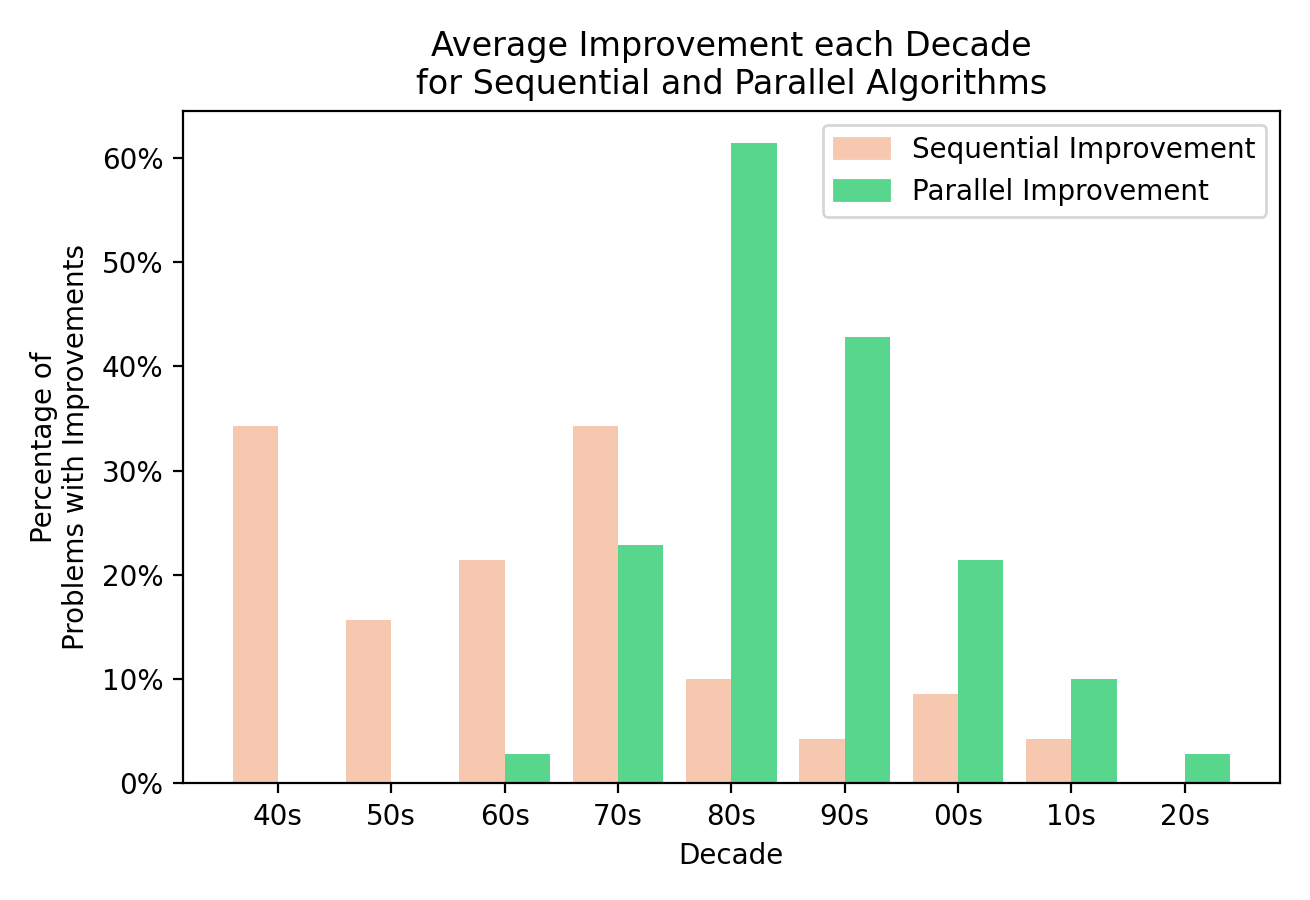 Average Improvement each Decade
for Sequential and Parallel Algorithms
Sequential Improvement
Parallel Improvement
Percentage of
Problems with Improvements
60%
50%
40%
30%
20%
10%
0%
40s
50s
60s
70s
80s
90s
00s
10s
20s
Decade